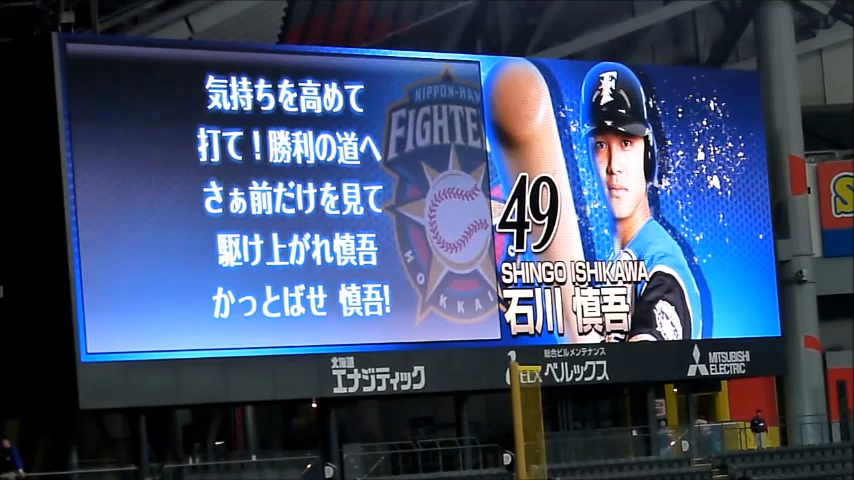 気持ちを高めて
打て！勝利の道へ
さぁ前だけを見て
駆け上がれ慎吾
かっとばせ 慎吾!
NIPPON-HAM
FIGHTE
HOKKAI
F
49
SHINGO ISHIKAWA
石川 慎吾
北海道
エナジティック
総合ビルメンテナンス
ベルックス
MITSUBISHI
ELECTRIC
S